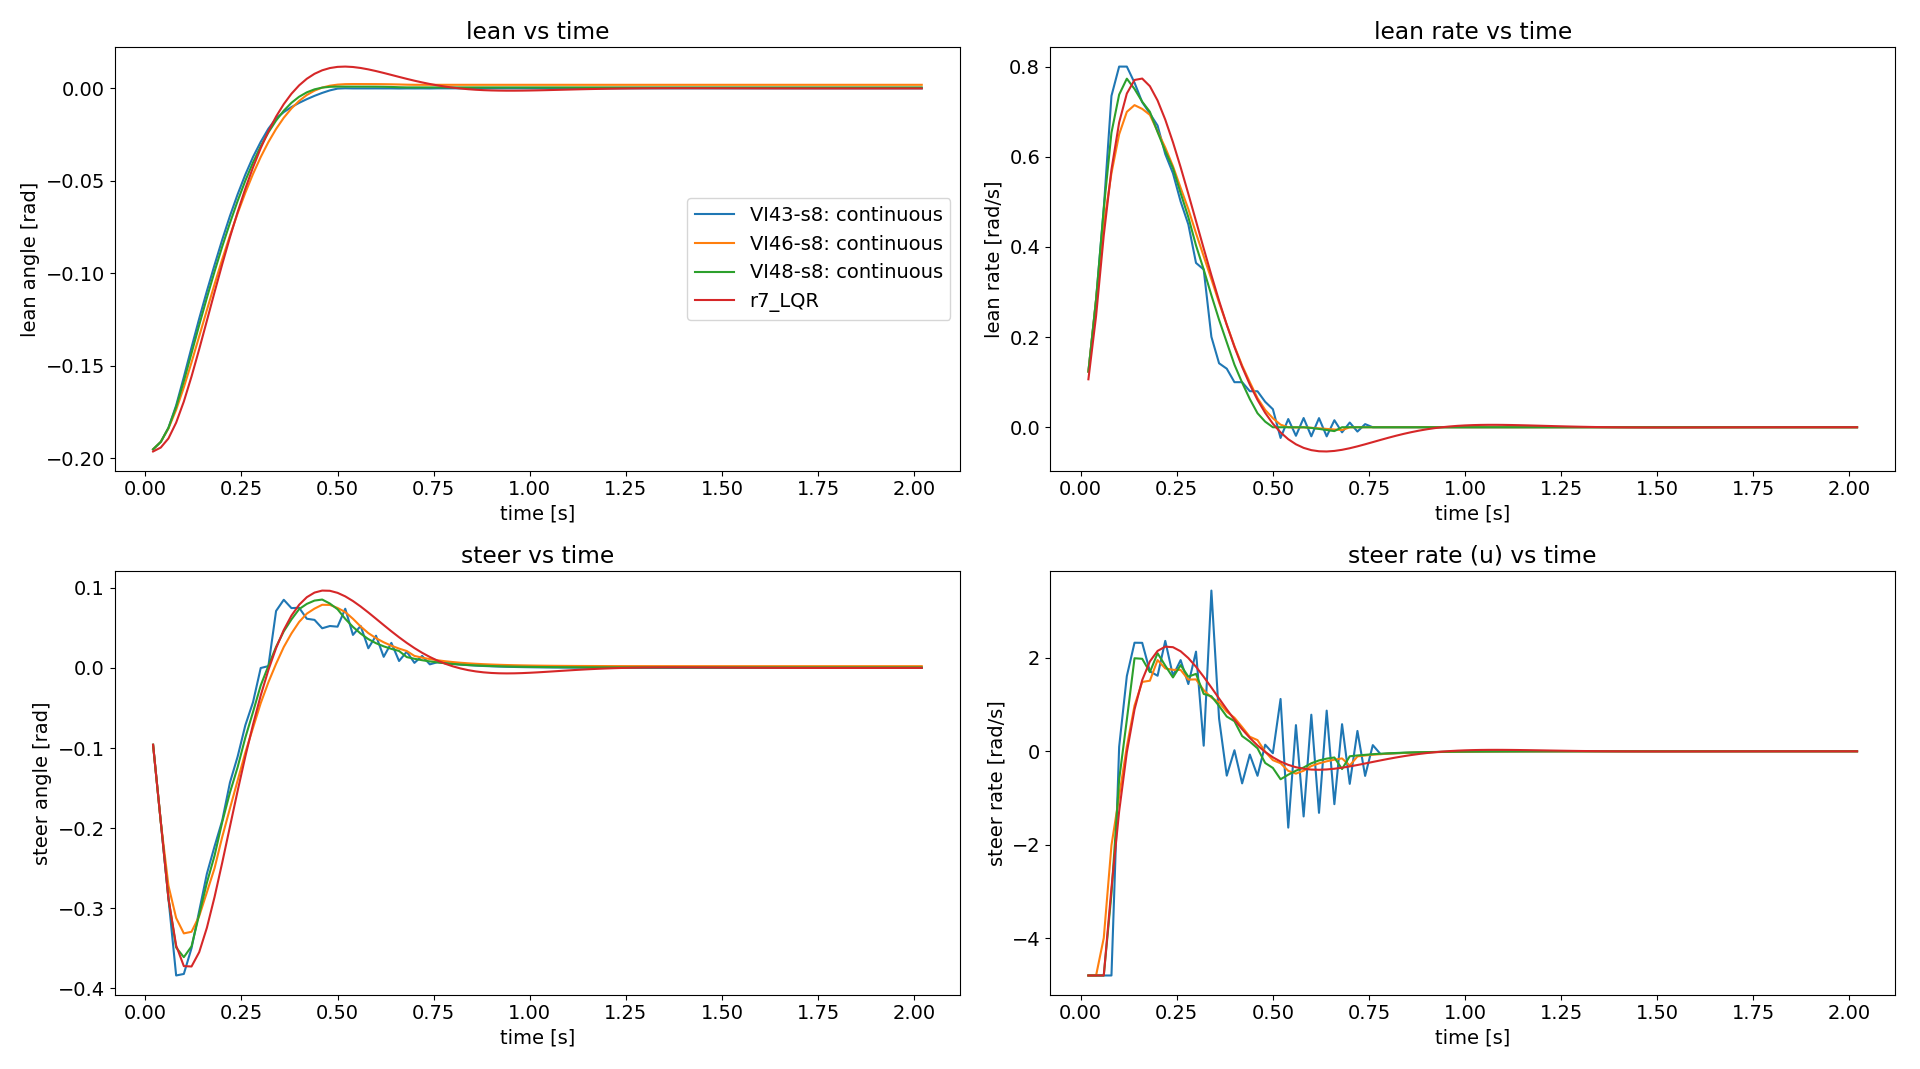 lean vs time
lean angle [rad]
0.00
−0.05
−0.10
−0.15
−0.20
0.00 0.25 0.50 0.75 1.00 1.25 1.50 1.75 2.00
time [s]
VI43-s8: continuous
VI46-s8: continuous
VI48-s8: continuous
r7_LQR
lean rate vs time
lean rate [rad/s]
0.8
0.6
0.4
0.2
0.0
0.00 0.25 0.50 0.75 1.00 1.25 1.50 1.75 2.00
time [s]
steer vs time
steer angle [rad]
0.1
0.0
−0.1
−0.2
−0.3
−0.4
0.00 0.25 0.50 0.75 1.00 1.25 1.50 1.75 2.00
time [s]
steer rate (u) vs time
steer rate [rad/s]
2
0
−2
−4
0.00 0.25 0.50 0.75 1.00 1.25 1.50 1.75 2.00
time [s]